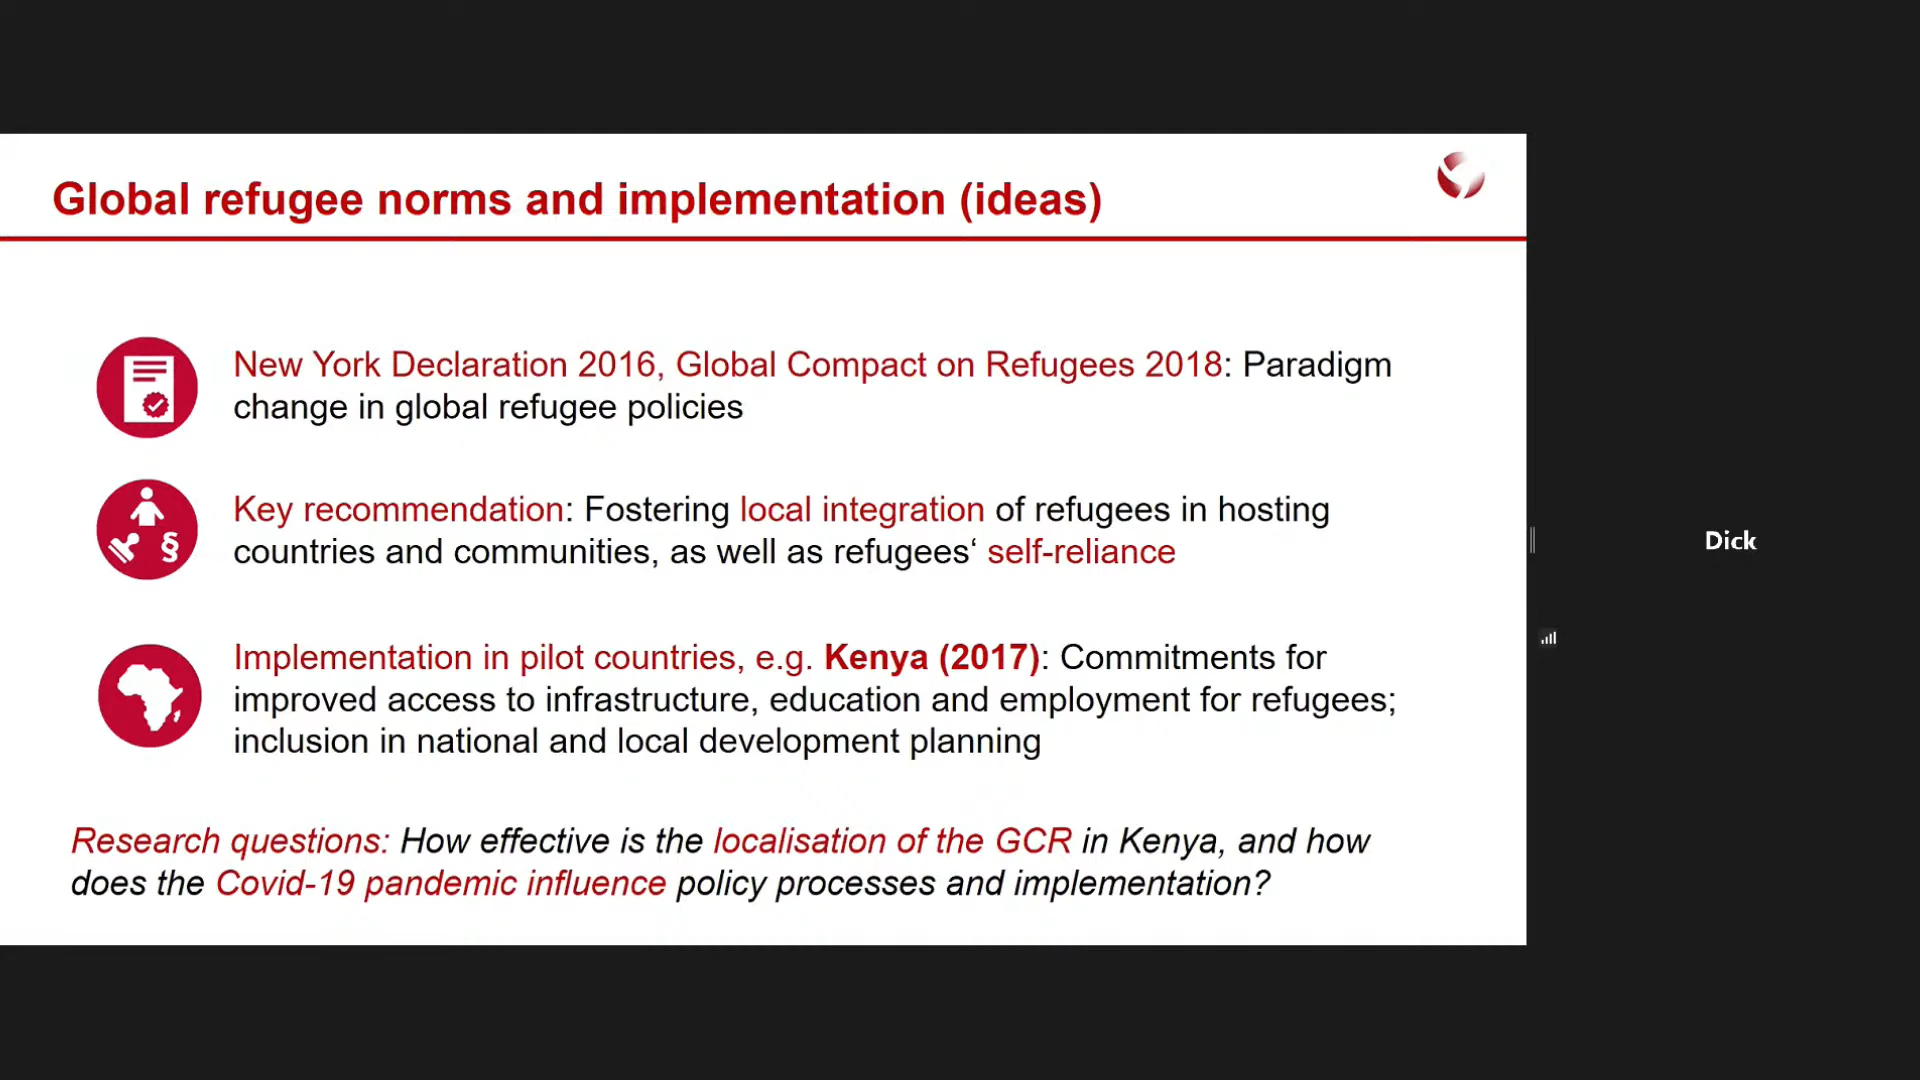 Global refugee norms and implementation (ideas)
New York Declaration 2016, Global Compact on Refugees 2018: Paradigm
change in global refugee policies
§
Key recommendation: Fostering local integration of refugees in hosting
countries and communities, as well as refugees‘ self-reliance
Implementation in pilot countries, e.g. Kenya (2017): Commitments for
improved access to infrastructure, education and employment for refugees;
inclusion in national and local development planning
Research questions: How effective is the localisation of the GCR in Kenya, and how
does the Covid-19 pandemic influence policy processes and implementation?
Dick